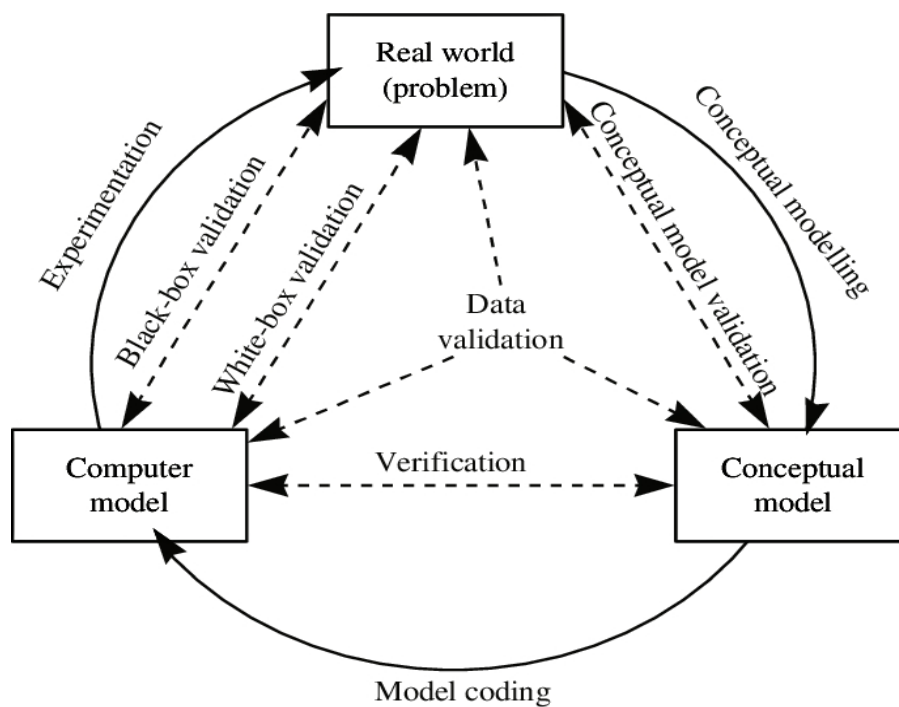 Real world
(problem)
Experimentation
Black-box validation
White-box validation
Conceptual model validation
Conceptual modelling
Data
validation
Computer
model
Verification
Conceptual
model
Model coding